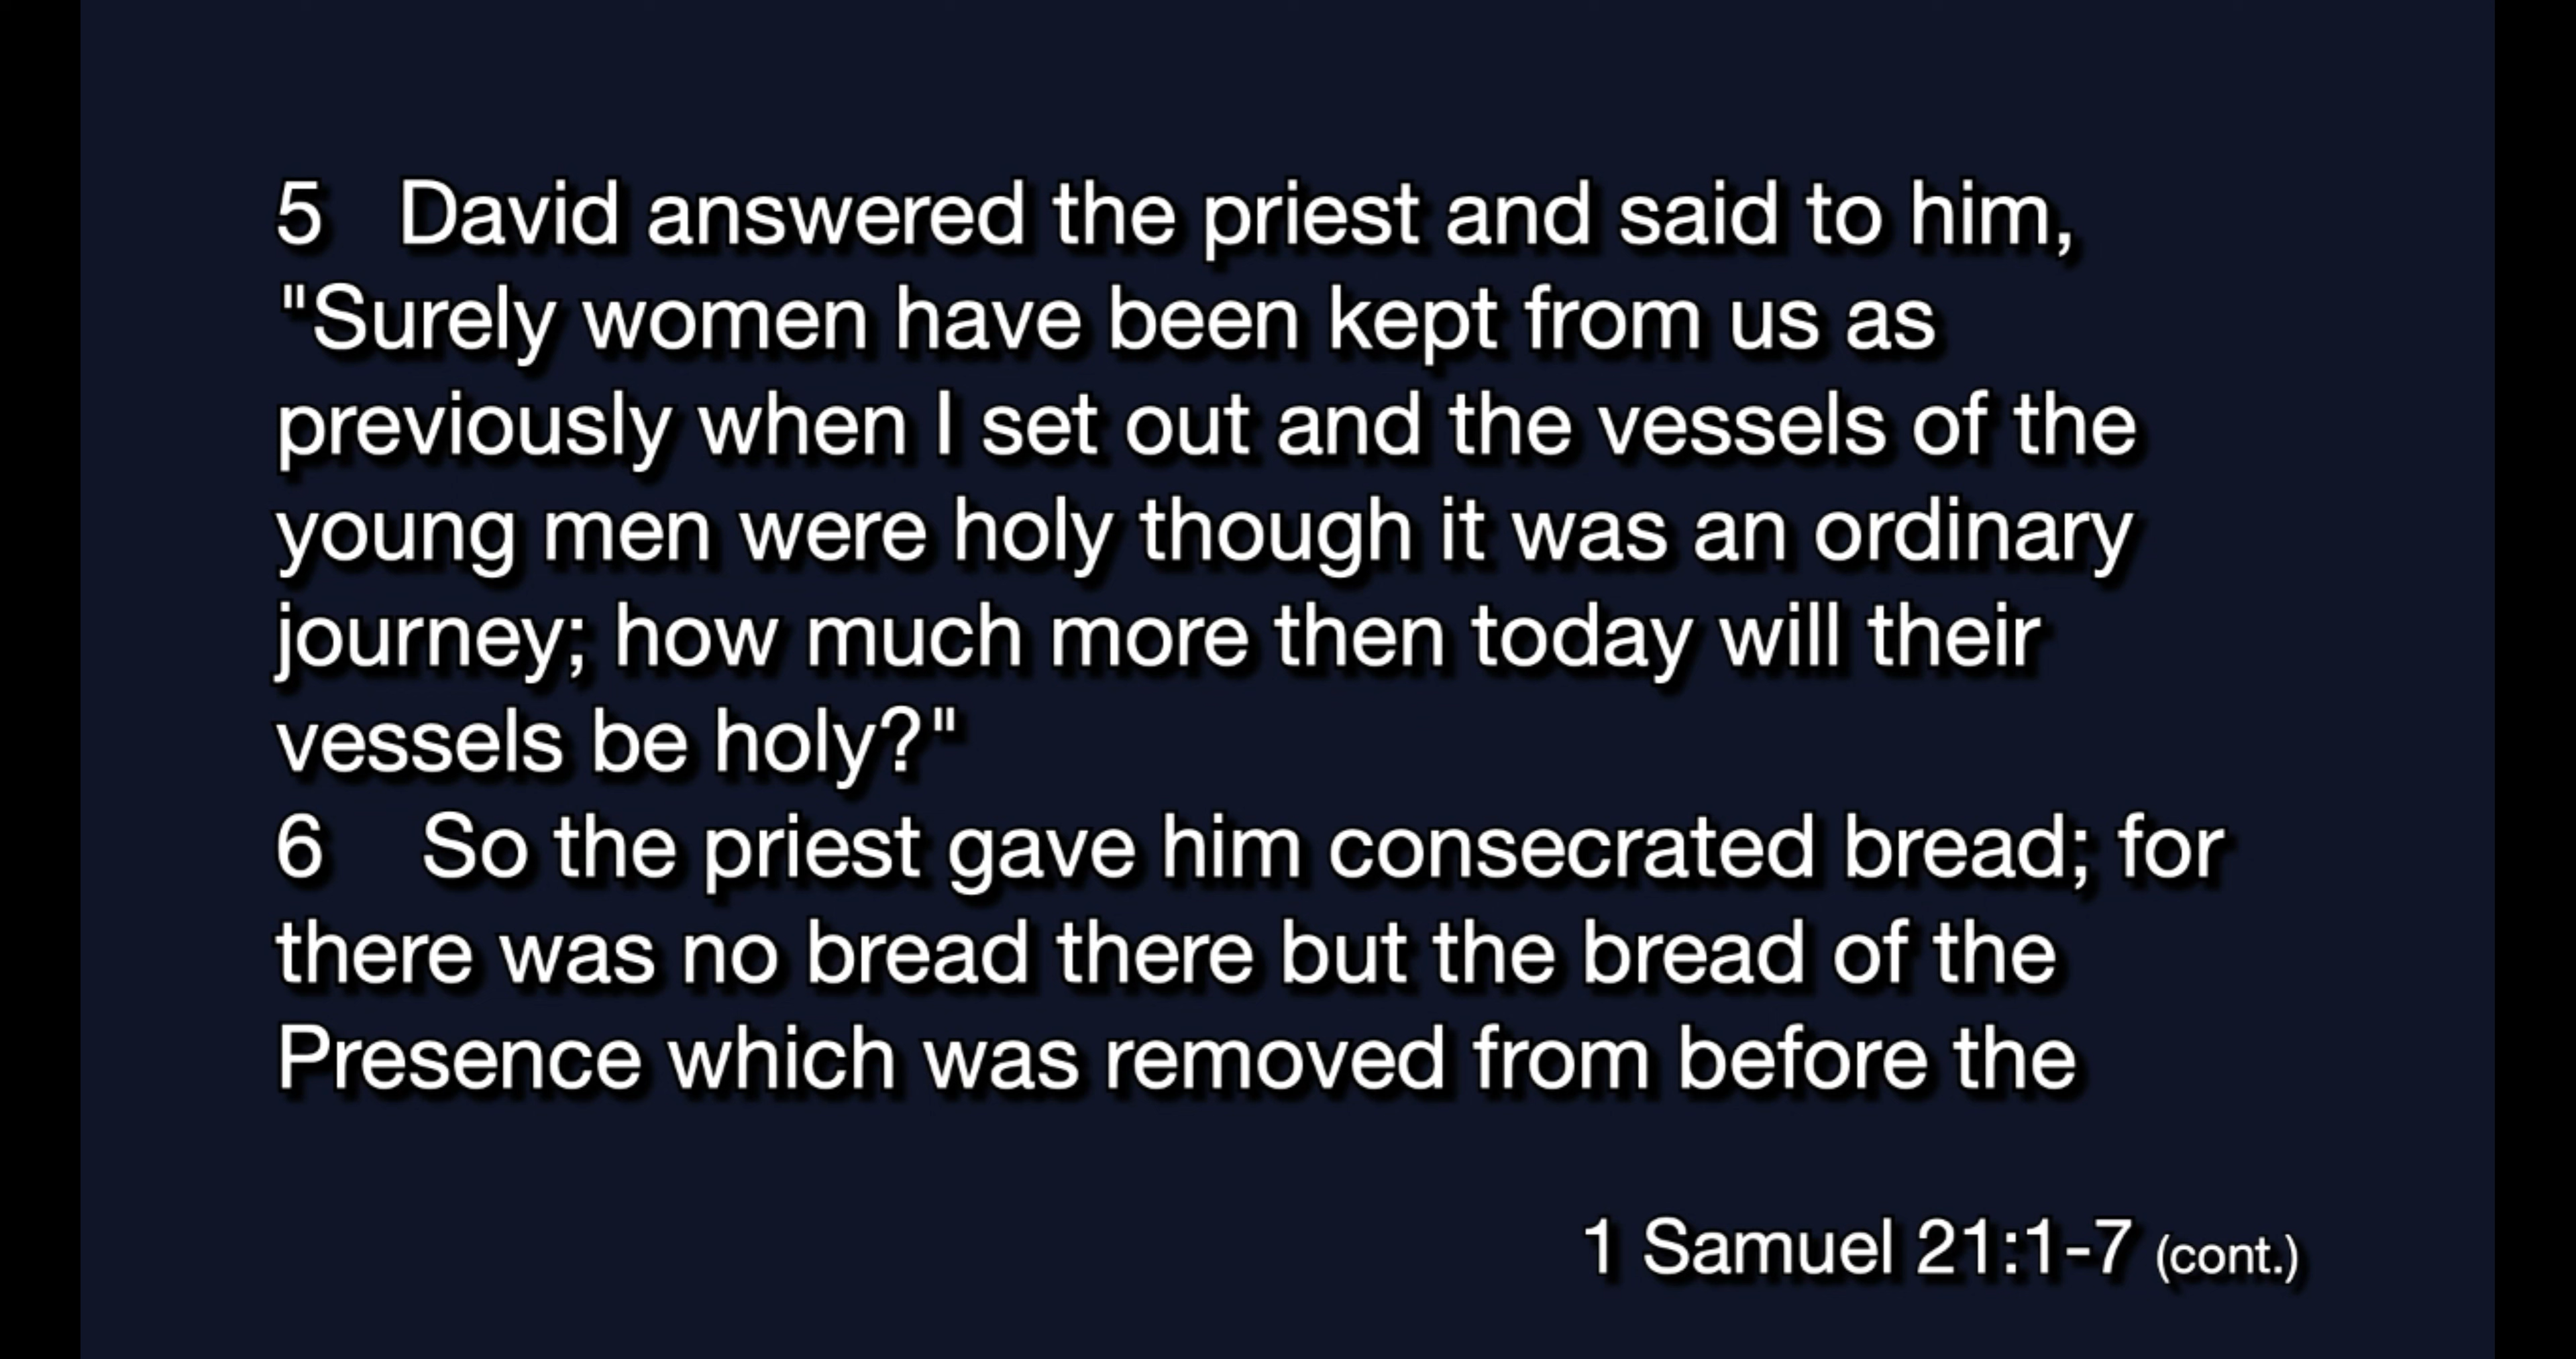 5 David answered the priest and said to him,
"Surely women have been kept from us as
previously when I set out and the vessels of the
young men were holy though it was an ordinary
journey; how much more then today will their
vessels be holy?"
6 So the priest gave him consecrated bread; for
there was no bread there but the bread of the
Presence which was removed from before the
1 Samuel 21:1-7 (cont.)